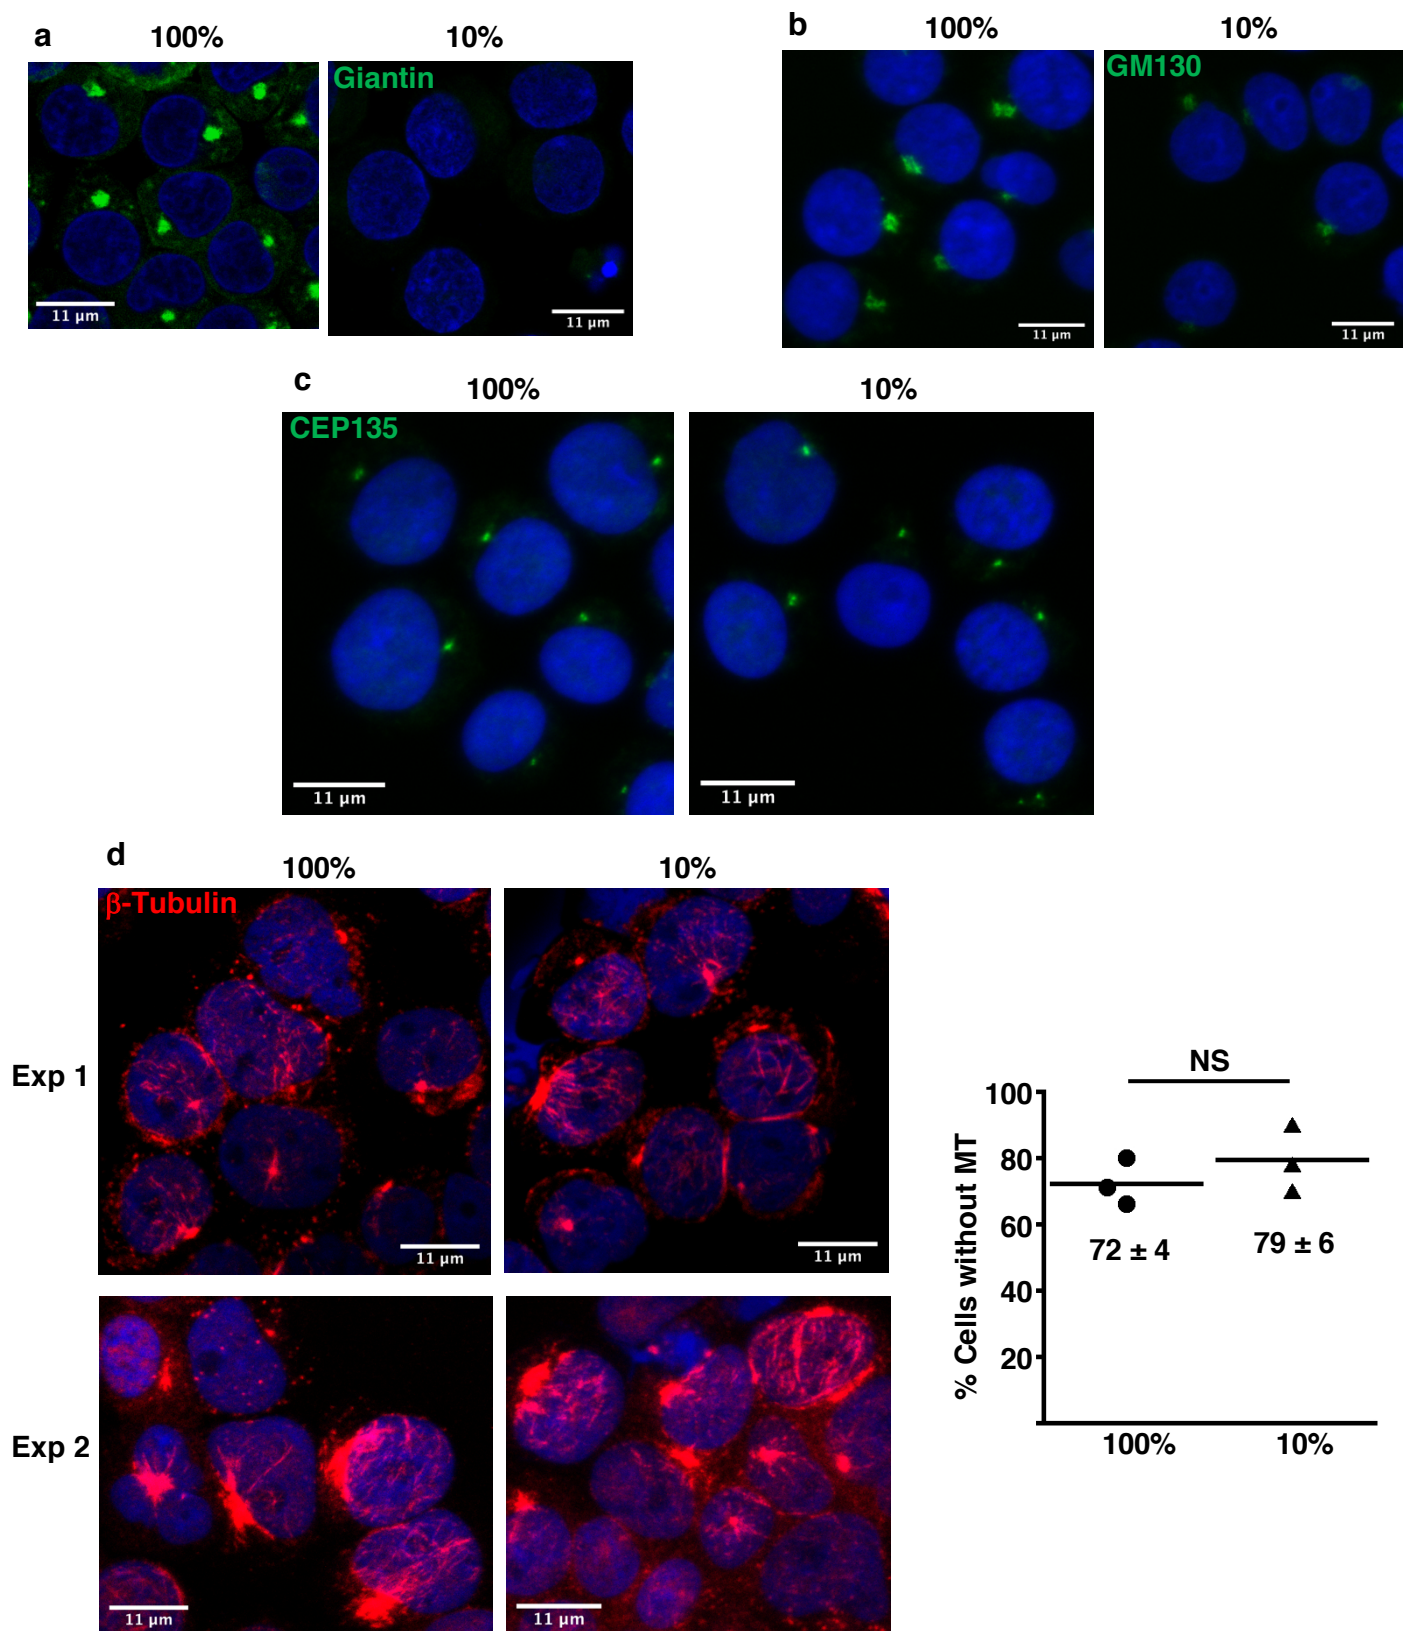 a
100%
10%
Giantin
11 µm
11 µm
b
100%
10%
GM130
11 µm
11 µm
c
100%
10%
CEP135
11 µm
11 µm
d
100%
10%
β-Tubulin
Exp 1
11 µm
11 µm
Exp 2
11 µm
11 µm
NS
% Cells without MT
100
80
60
40
20
72 ± 4
79 ± 6
100%
10%